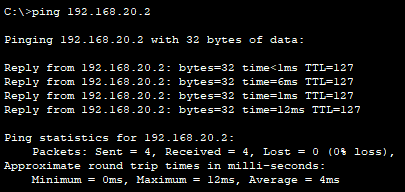 C:\>ping 192.168.20.2
Pinging 192.168.20.2 with 32 bytes of data:
Reply from 192.168.20.2: bytes=32 time<1ms TTL=127
Reply from 192.168.20.2: bytes=32 time=6ms TTL=127
Reply from 192.168.20.2: bytes=32 time=1ms TTL=127
Reply from 192.168.20.2: bytes=32 time=12ms TTL=127
Ping statistics for 192.168.20.2:
Packets: Sent = 4, Received = 4, Lost = 0 (0% loss),
Approximate round trip times in milli-seconds:
Minimum = 0ms, Maximum = 12ms, Average = 4ms